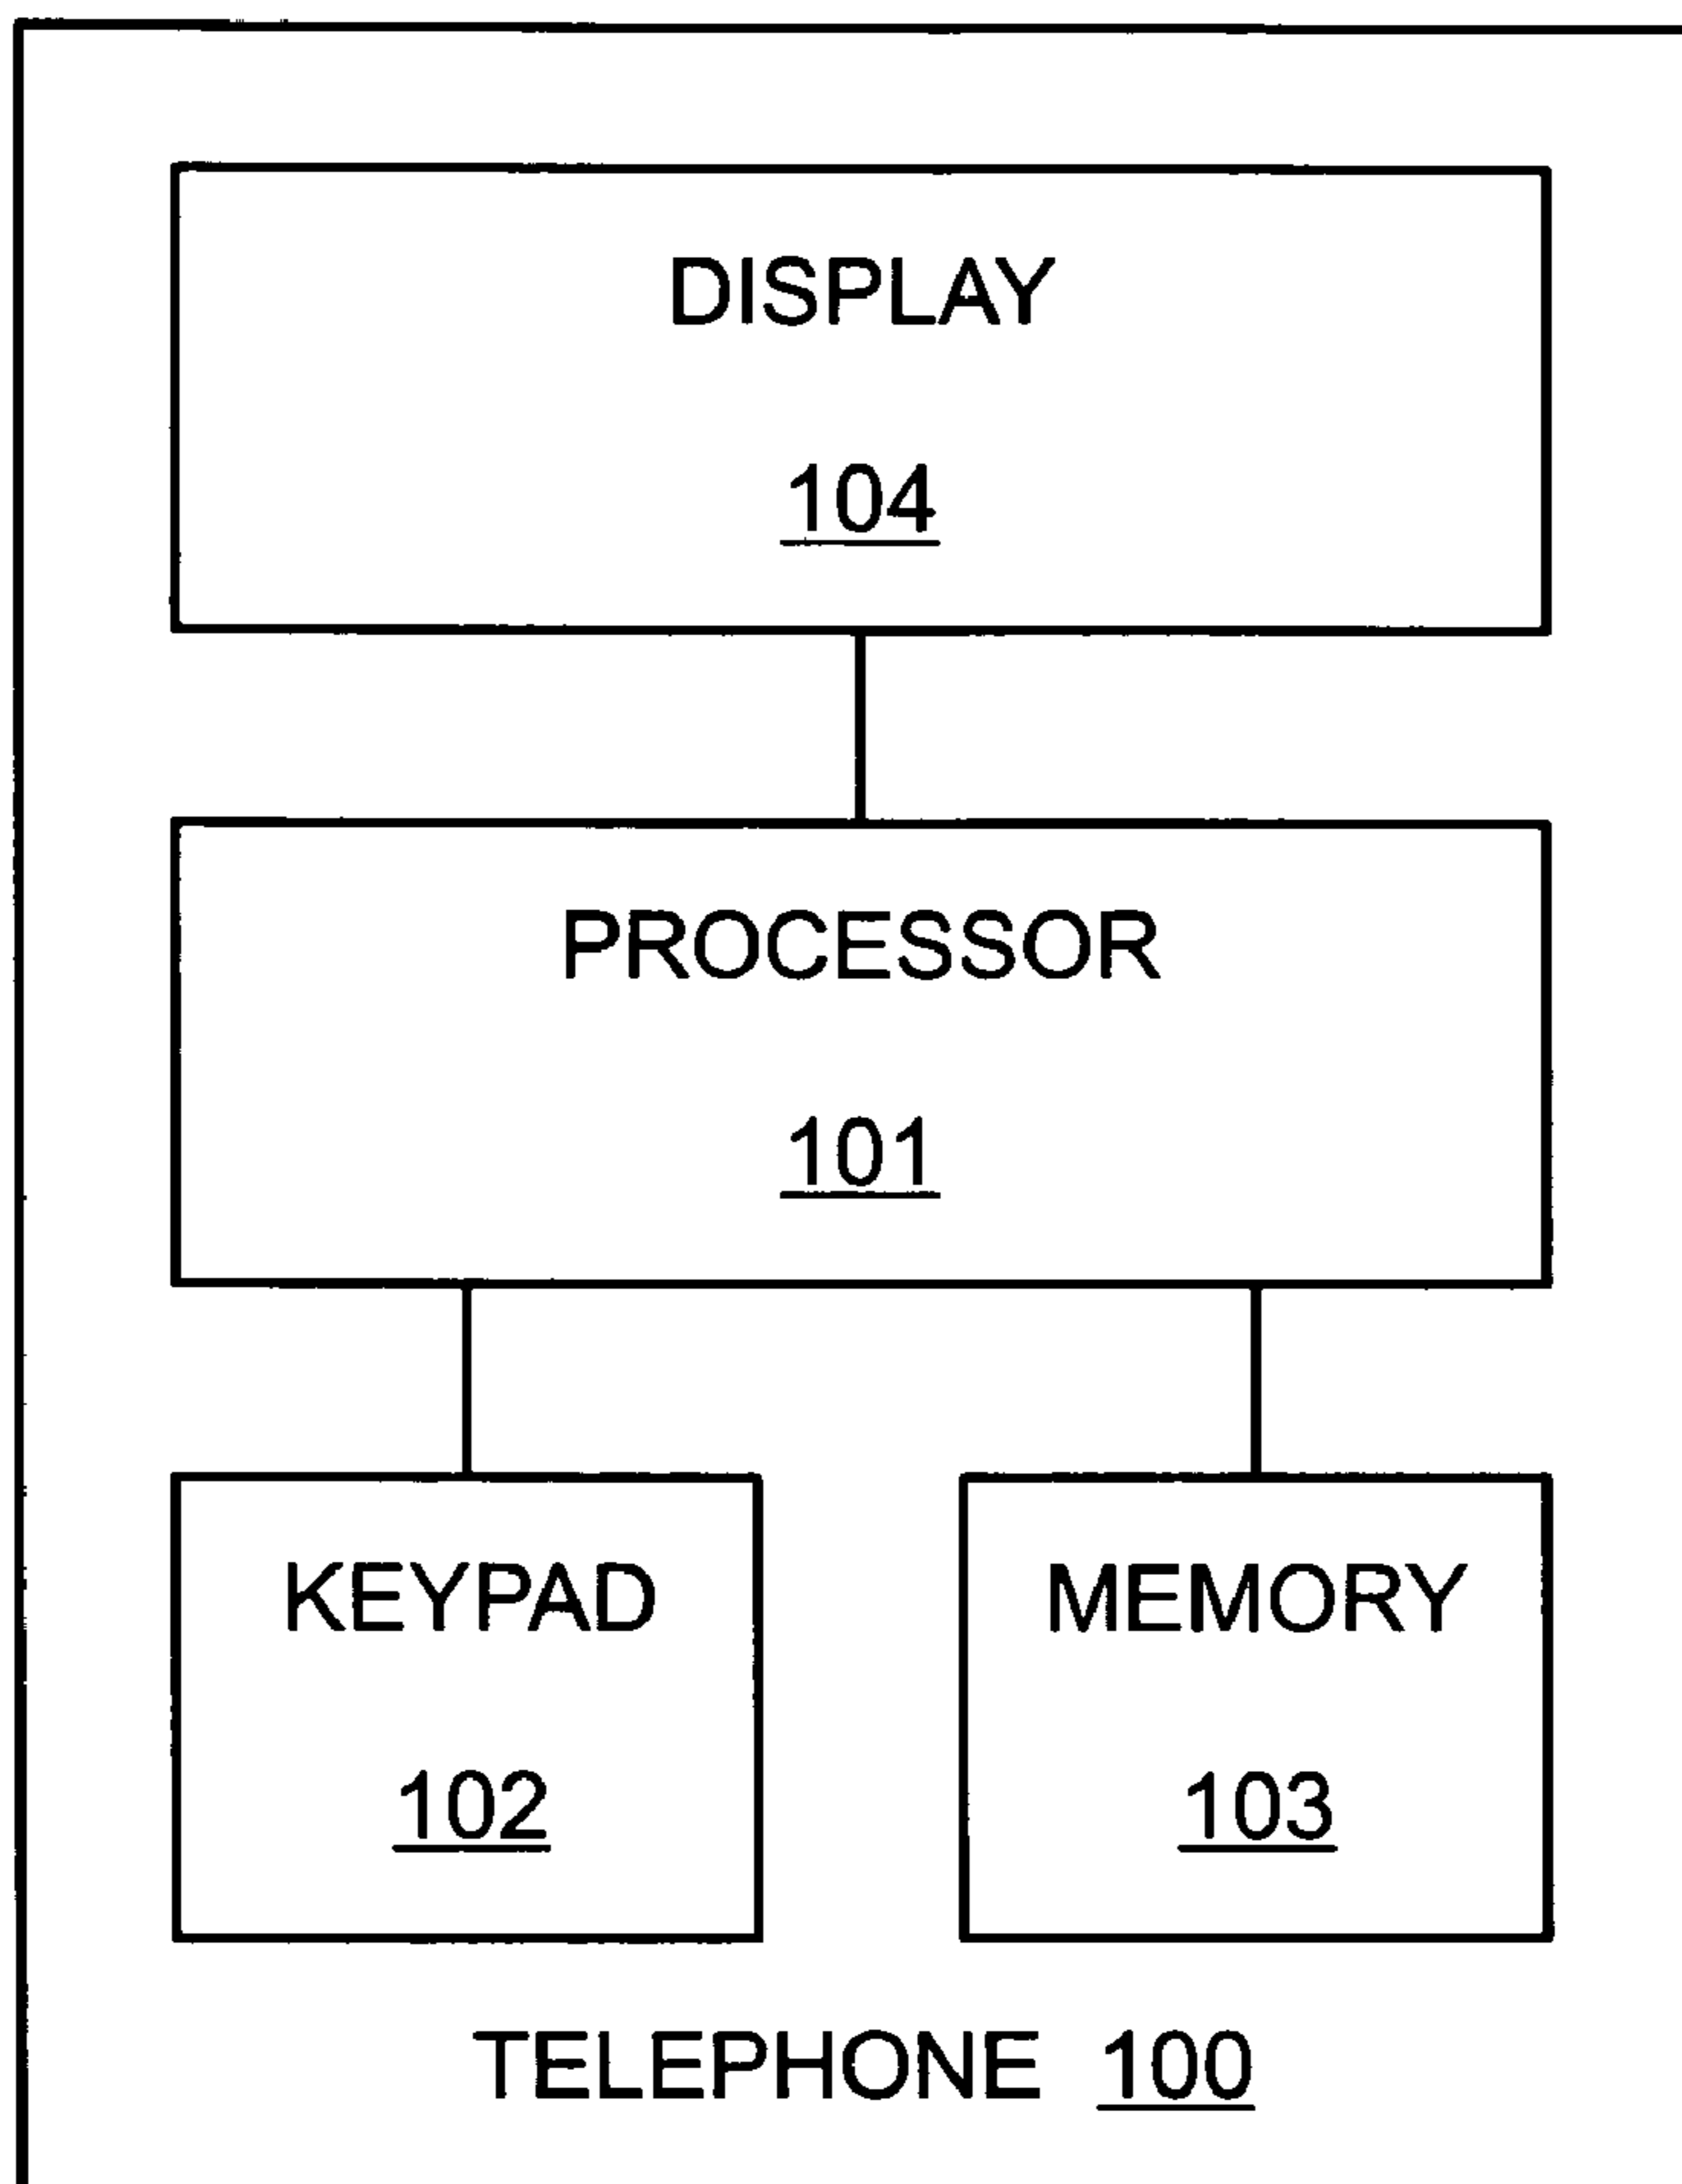 DISPLAY
104
PROCESSOR
101
KEYPAD
102
MEMORY
103
TELEPHONE 100